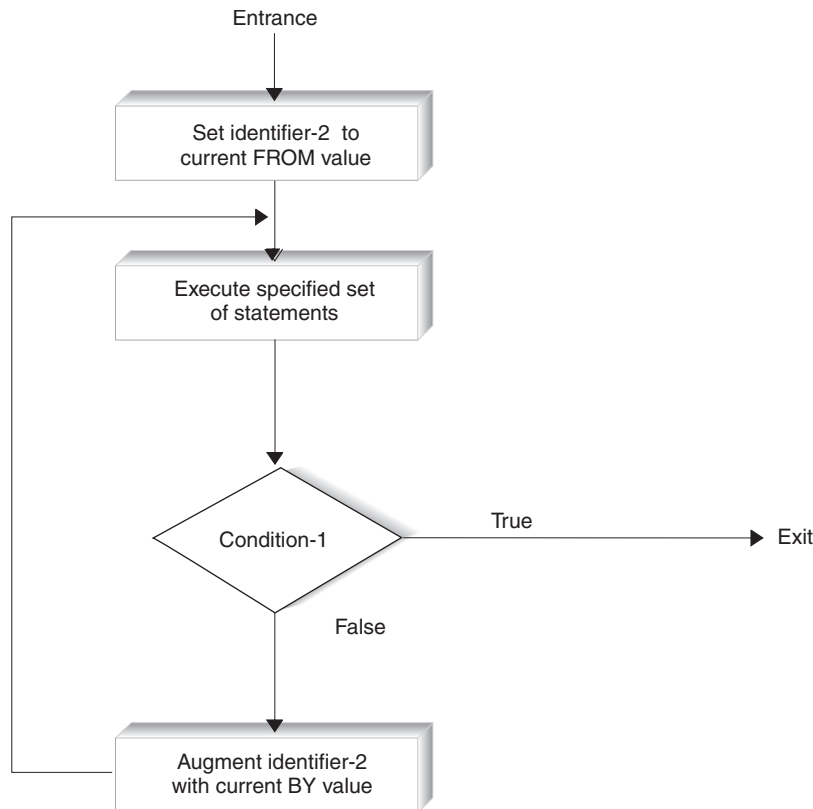 Entrance
Set identifier-2 to
current FROM value
Execute specified set
of statements
Condition-1
True
Exit
False
Augment identifier-2
with current BY value